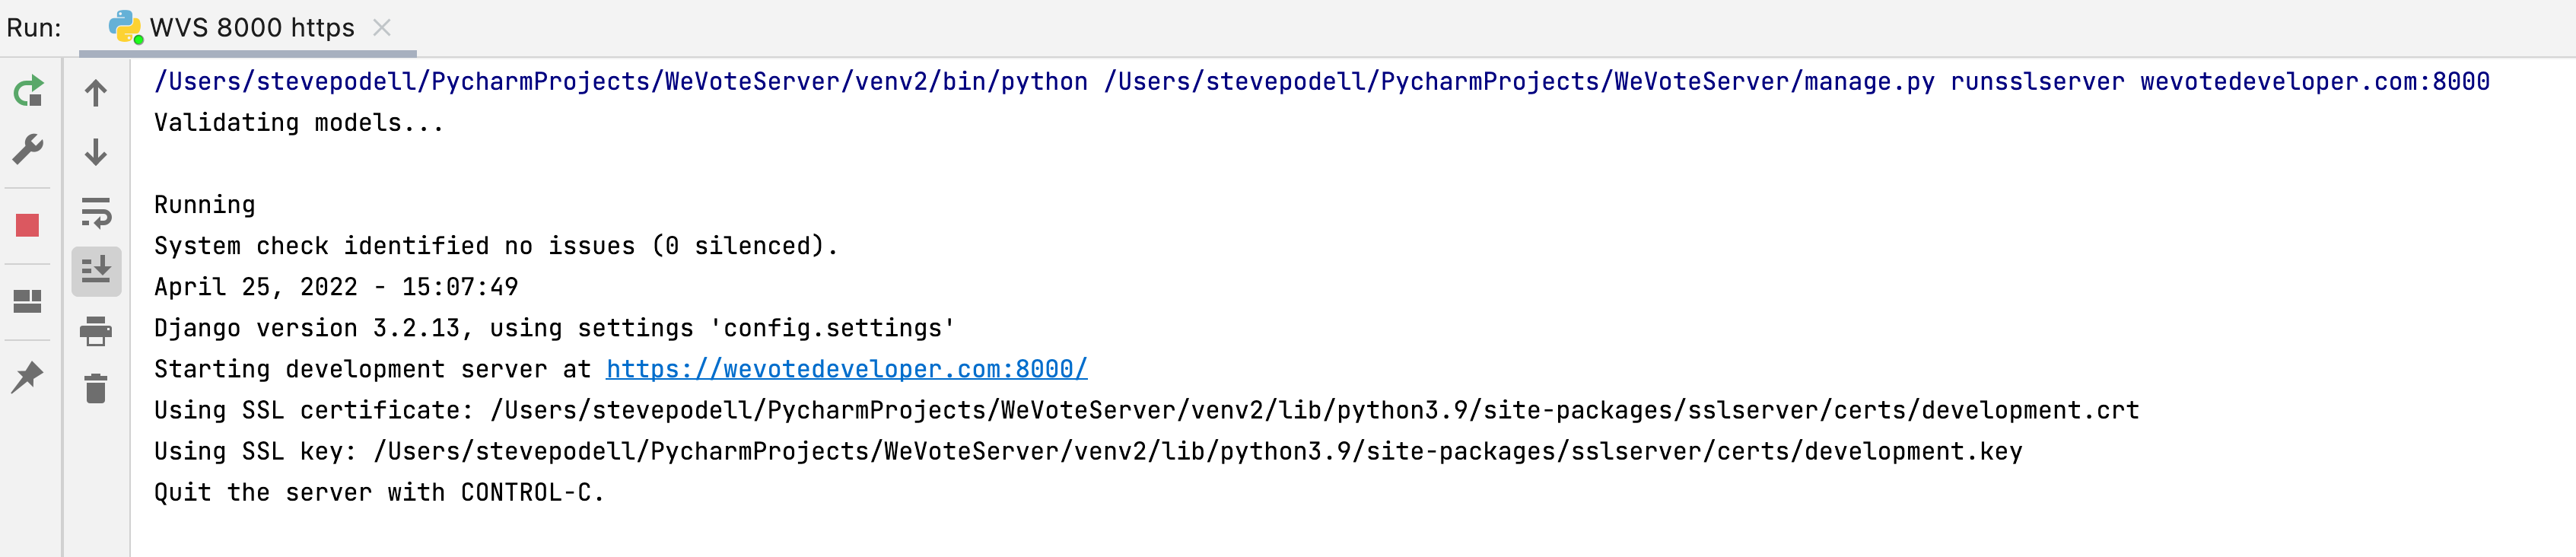 Run: WVS 8000 https
/Users/stevepodell/PycharmProjects/WeVoteServer/venv2/bin/python /Users/stevepodell/PycharmProjects/WeVoteServer/manage.py runsslserver wevotedeveloper.com:8000
Validating models...
Running
System check identified no issues (0 silenced).
April 25, 2022 - 15:07:49
Django version 3.2.13, using settings 'config.settings'
Starting development server at https://wevotedeveloper.com:8000/
Using SSL certificate: /Users/stevepodell/PycharmProjects/WeVoteServer/venv2/lib/python3.9/site-packages/sslserver/certs/development.crt
Using SSL key: /Users/stevepodell/PycharmProjects/WeVoteServer/venv2/lib/python3.9/site-packages/sslserver/certs/development.key
Quit the server with CONTROL-C.